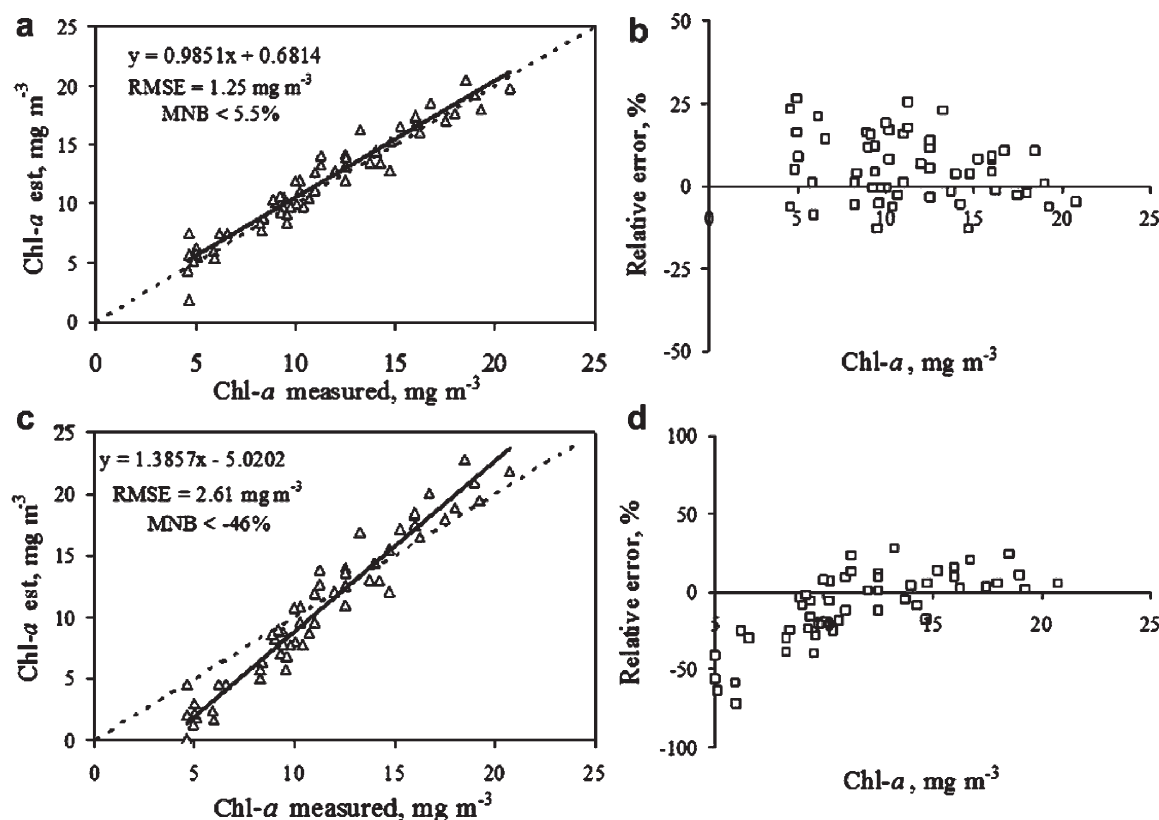 a
25
20
15
10
5
0
Chl-a est, mg m-3
y = 0.9851x + 0.6814
RMSE = 1.25 mg m-3
MNB < 5.5%
0 5 10 15 20 25
Chl-a measured, mg m-3
b
50
25
0
-25
-50
Relative error, %
0 5 10 15 20 25
Chl-a, mg m-3
c
25
20
15
10
5
0
Chl-a est, mg m-3
y = 1.3857x - 5.0202
RMSE = 2.61 mg m-3
MNB < -46%
0 5 10 15 20 25
Chl-a measured, mg m-3
d
100
50
0
-50
-100
Relative error, %
5 15 20 25
Chl-a, mg m-3